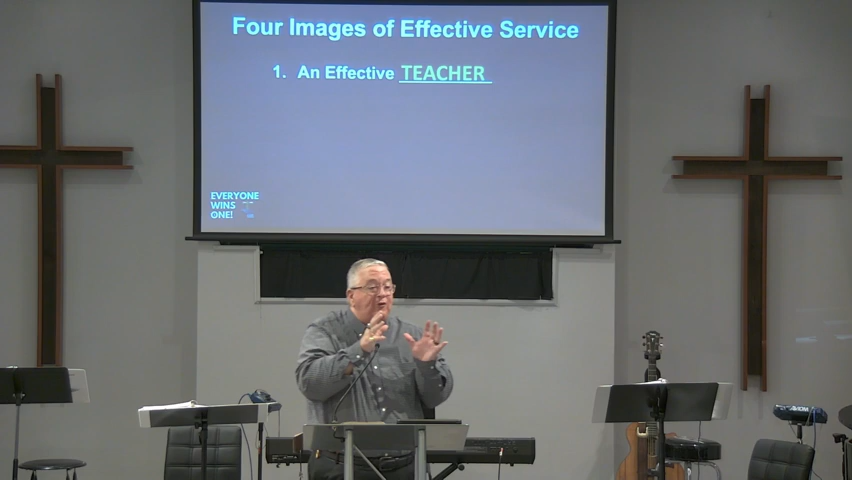 Four Images of Effective Service
1. An Effective TEACHER
EVERYONE
WINS
ONE!